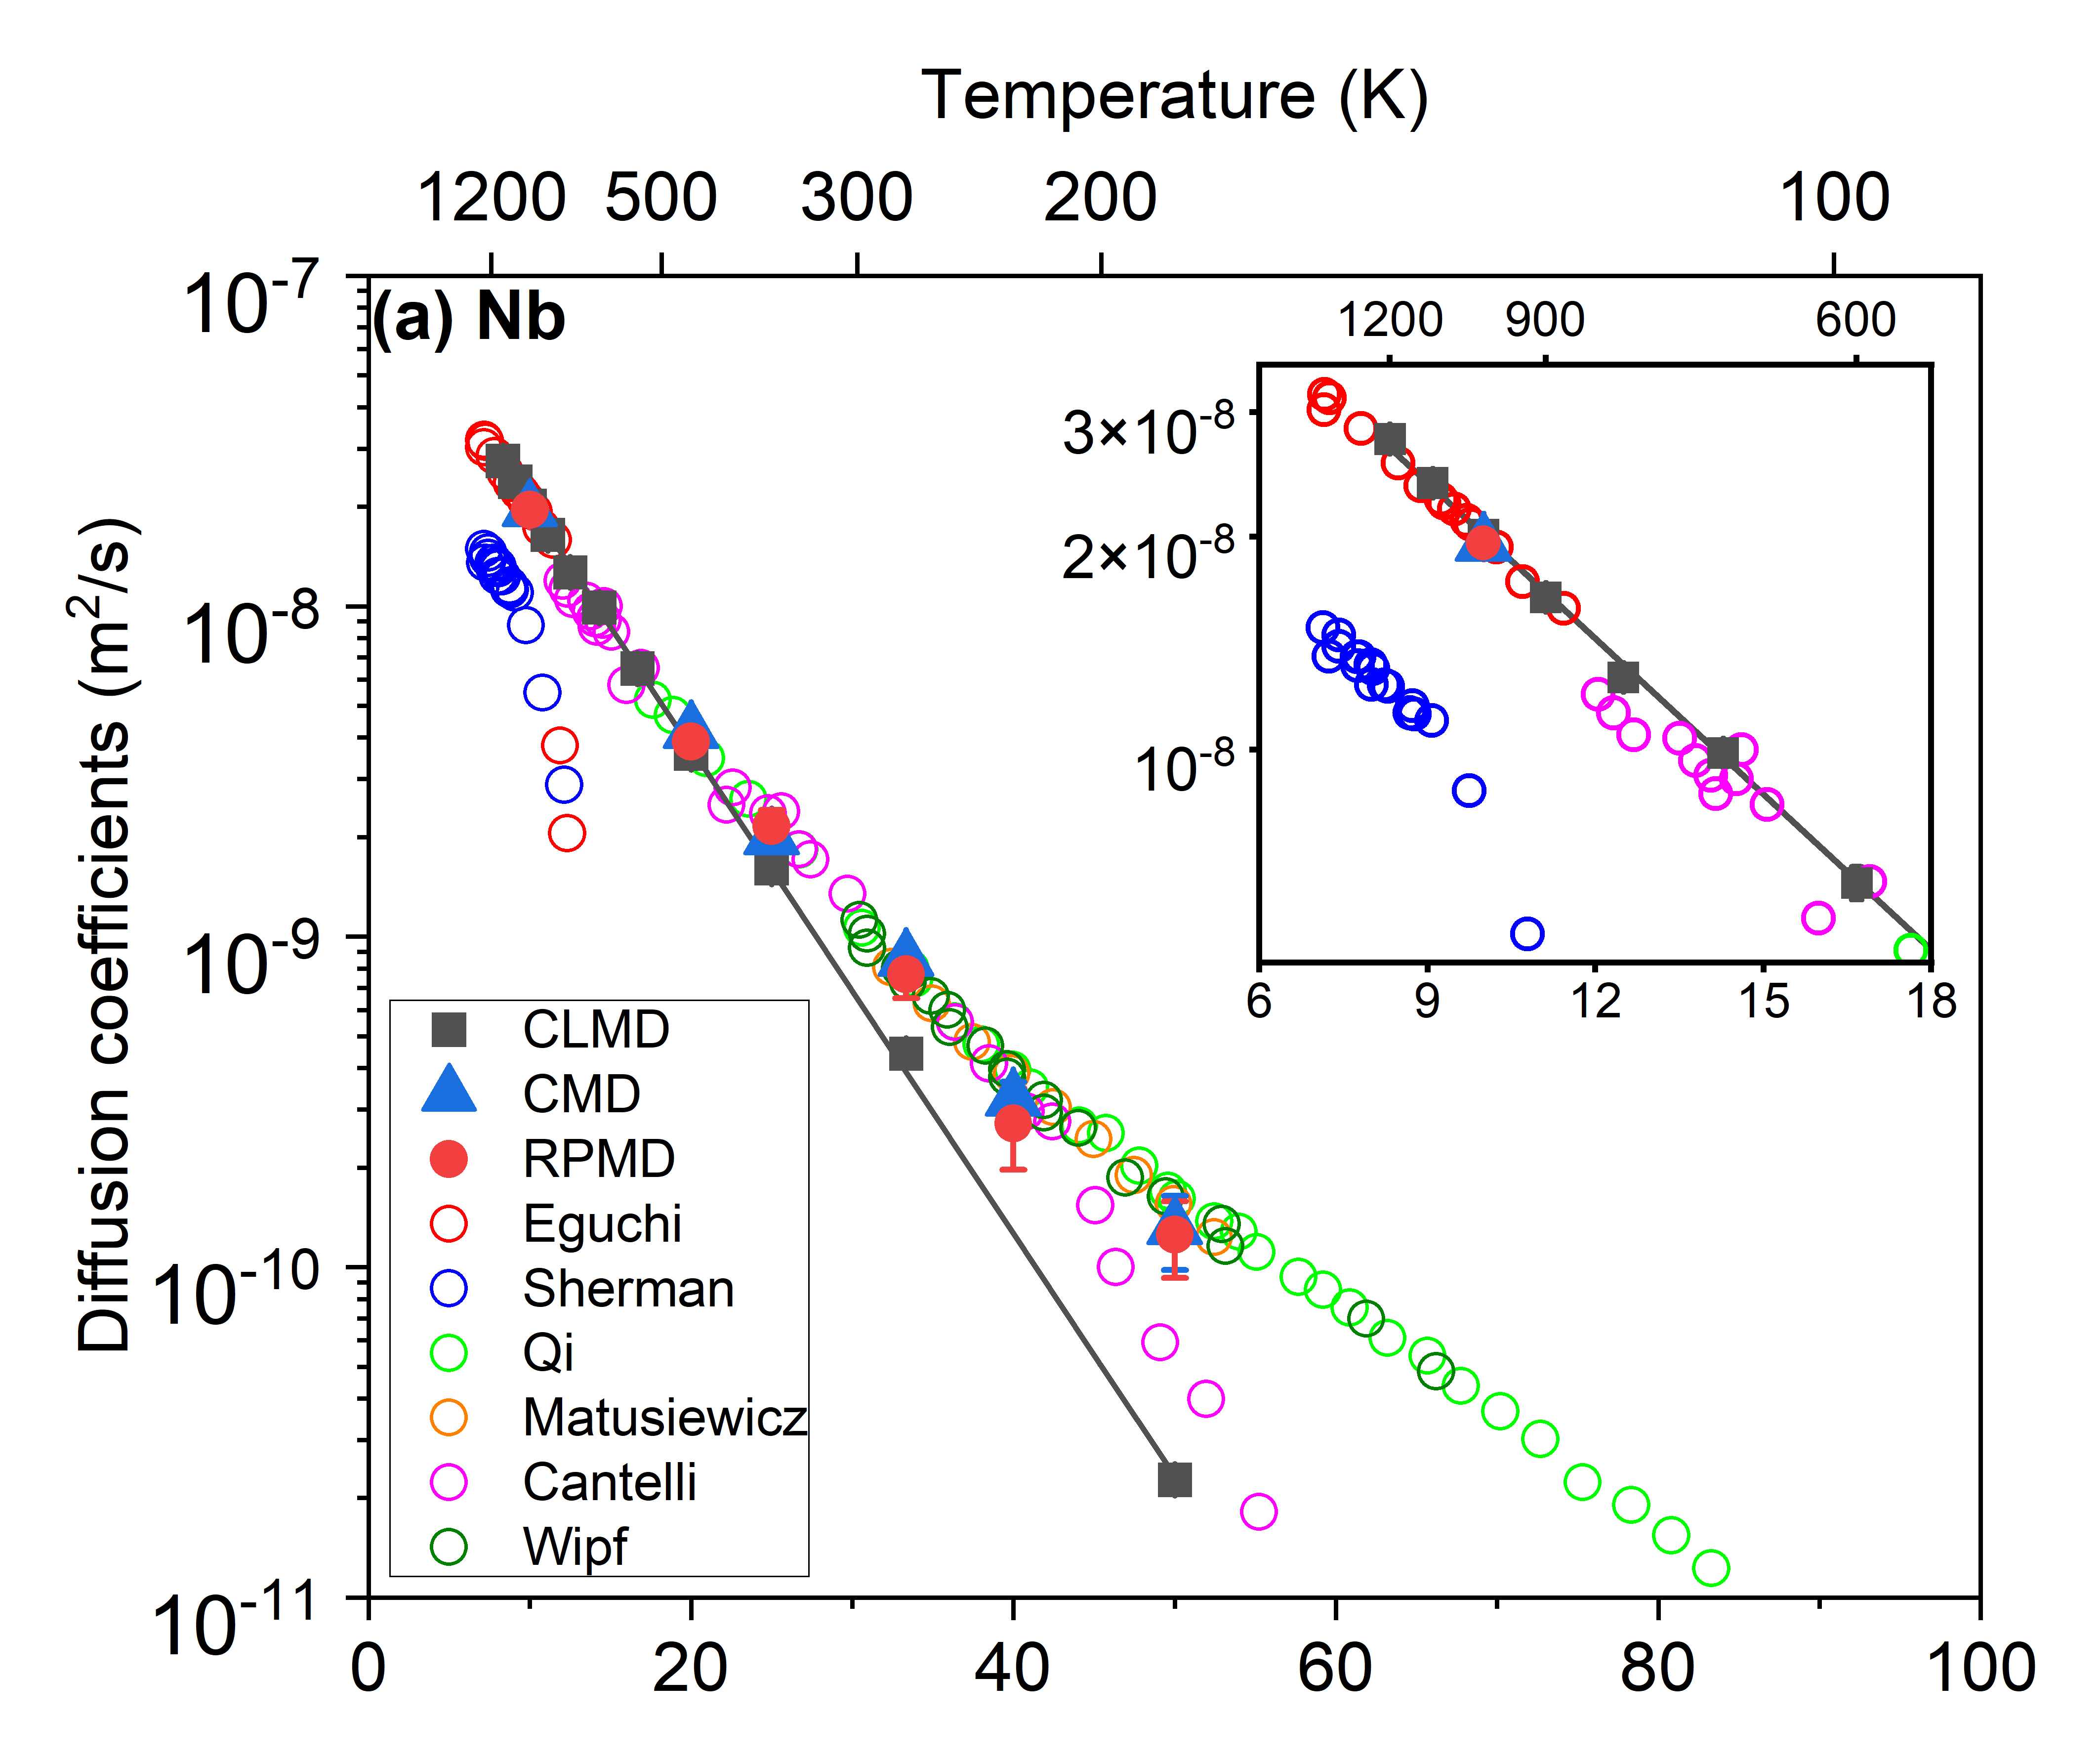 Temperature (K)
1200 500 300 200 100
10⁻⁷
(a) Nb
1200 900 600
3×10⁻⁸
2×10⁻⁸
10⁻⁸
6 9 12 15 18
10⁻⁸
Diffusion coefficients (m²/s)
10⁻⁹
CLMD
CMD
RPMD
Eguchi
Sherman
Qi
Matusiewicz
Cantelli
Wipf
10⁻¹⁰
10⁻¹¹
0 20 40 60 80 100